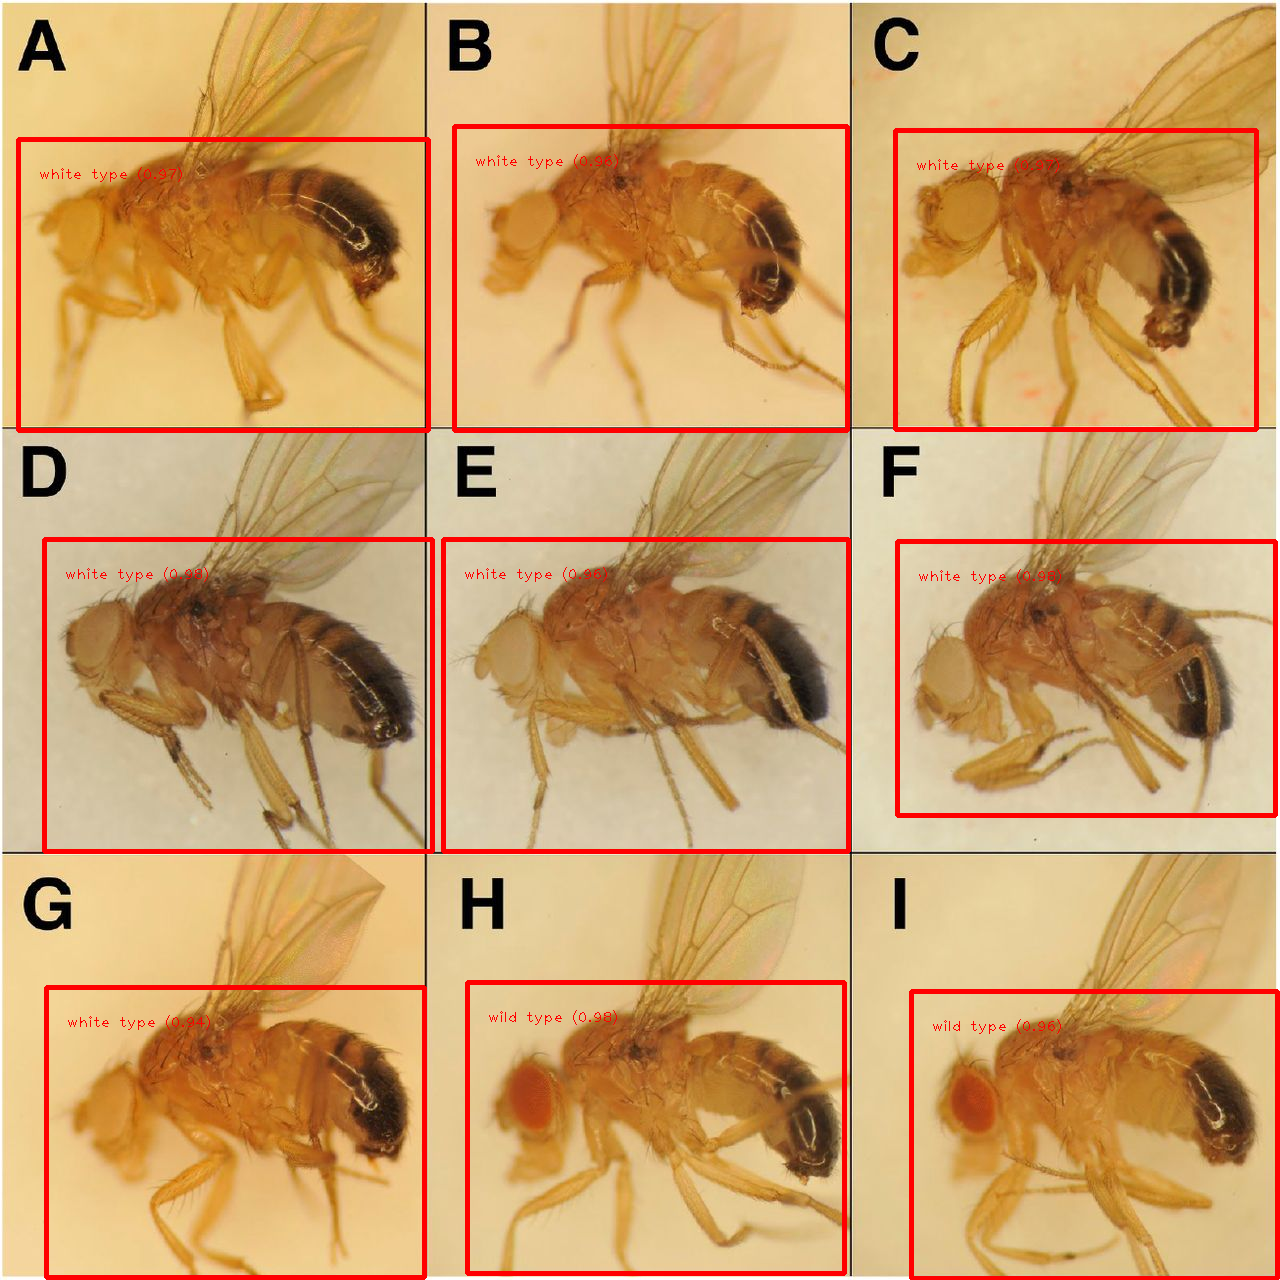 A
B
C
white type (0.97)
white type (0.98)
white type (0.97)
D
E
F
white type (0.98)
white type (0.96)
white type (0.90)
G
H
I
white type (0.94)
wild type (0.98)
wild type (0.96)